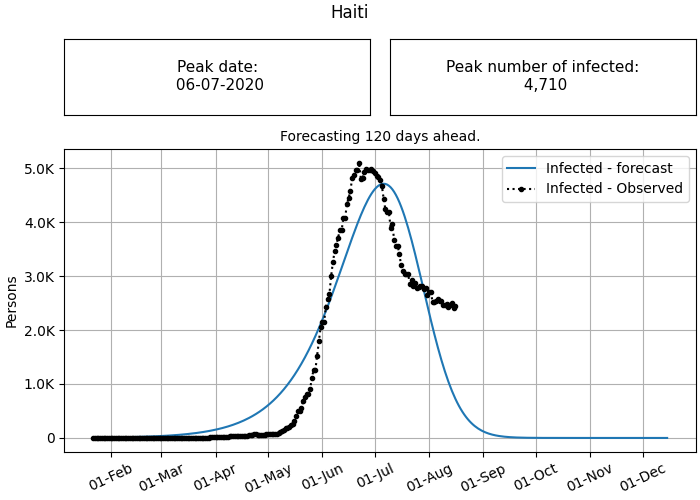 Haiti
Peak date:
06-07-2020
Peak number of infected:
4,710
Forecasting 120 days ahead.
Infected - forecast
Infected - Observed
Persons
5.0K
4.0K
3.0K
2.0K
1.0K
0
01-Feb
01-Mar
01-Apr
01-May
01-Jun
01-Jul
01-Aug
01-Sep
01-Oct
01-Nov
01-Dec